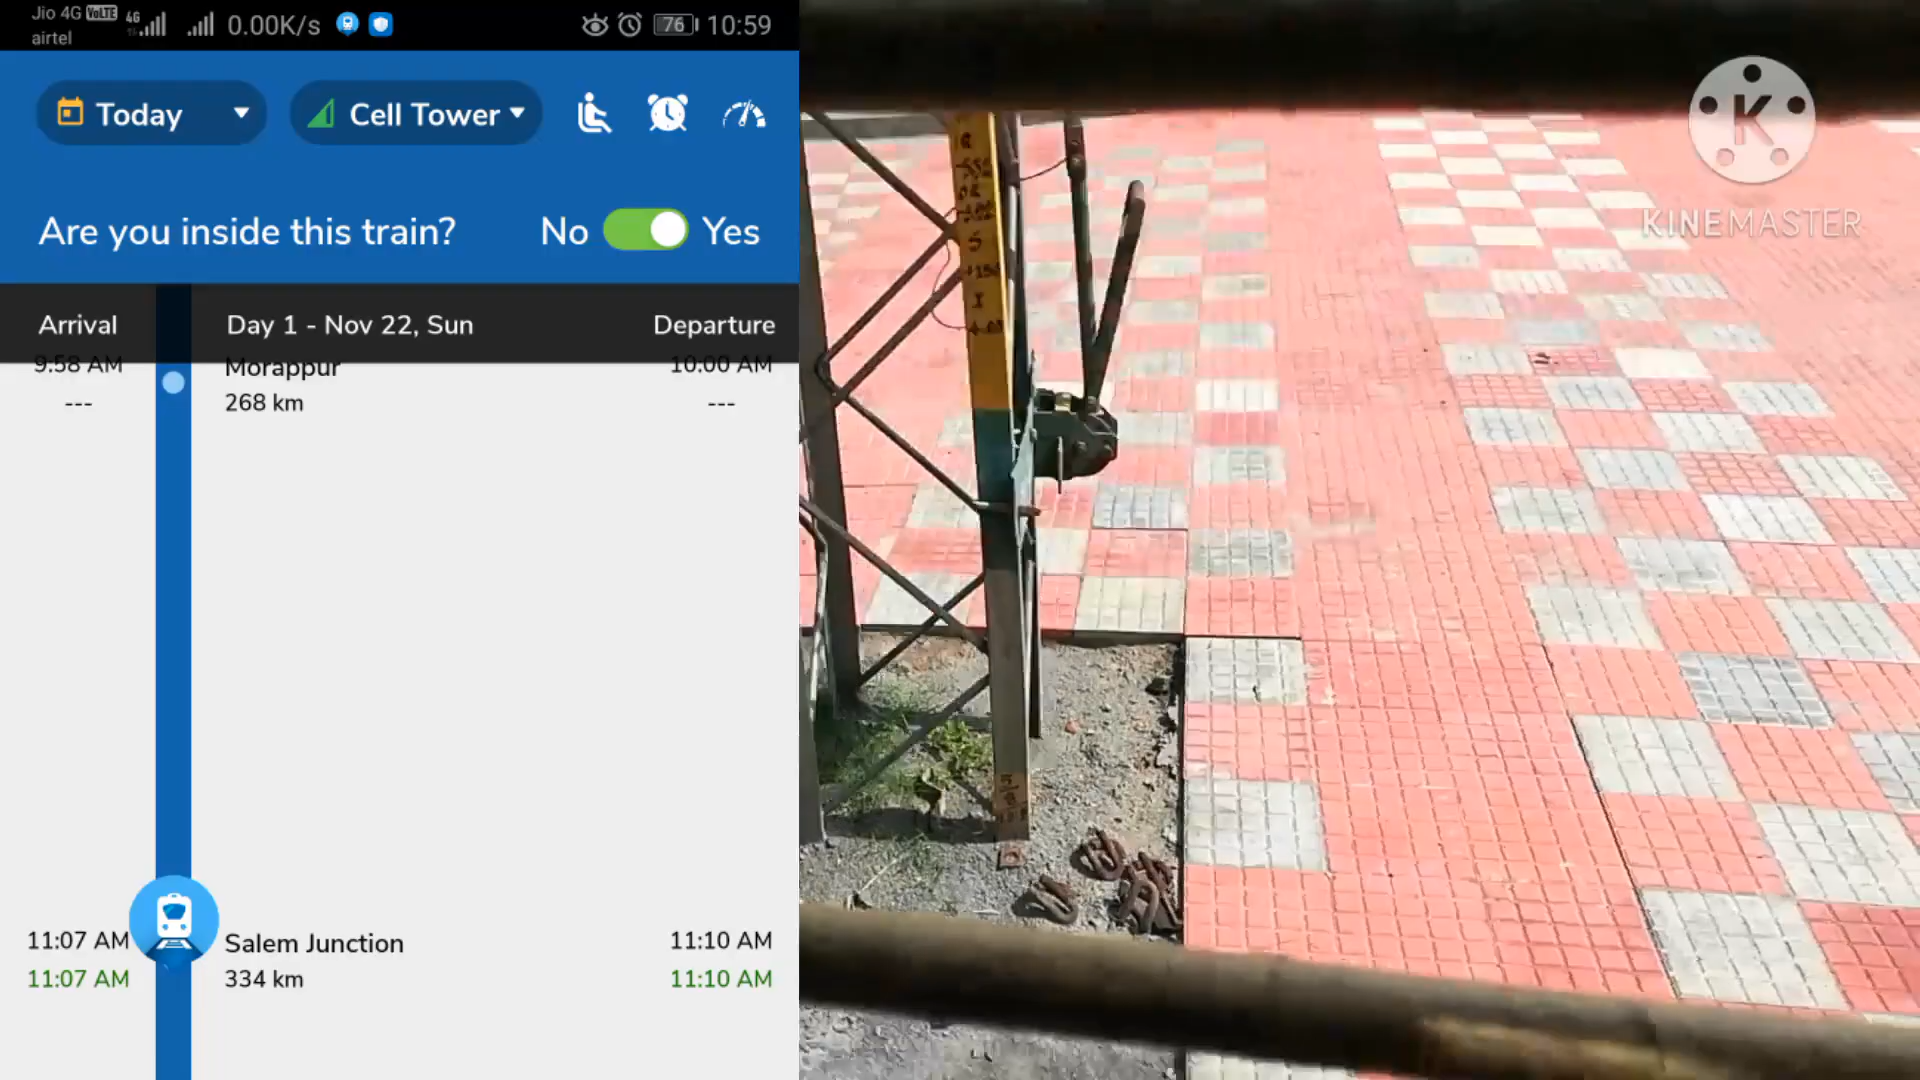 Jio 4G VoLTE 4G 0.00K/s 76 10:59
airtel
Today Cell Tower
Are you inside this train? No Yes
Arrival Day 1 - Nov 22, Sun Departure
9:58 AM Morappur 10:00 AM
--- 268 km ---
11:07 AM Salem Junction 11:10 AM
11:07 AM 334 km 11:10 AM
K
KINEMASTER